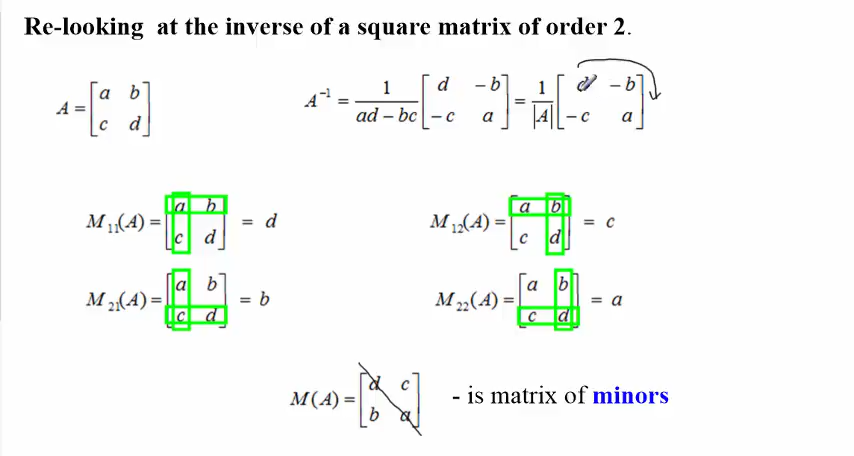 Re-looking at the inverse of a square matrix of order 2.
A = [a b; c d]    A⁻¹ = 1/(ad − bc) [d −b; −c a] = 1/|A| [d −b; −c a]
M₁₁(A) = [a b; c d] = d    M₁₂(A) = [a b; c d] = c
M₂₁(A) = [a b; c d] = b    M₂₂(A) = [a b; c d] = a
M(A) = [d c; b a]    - is matrix of minors